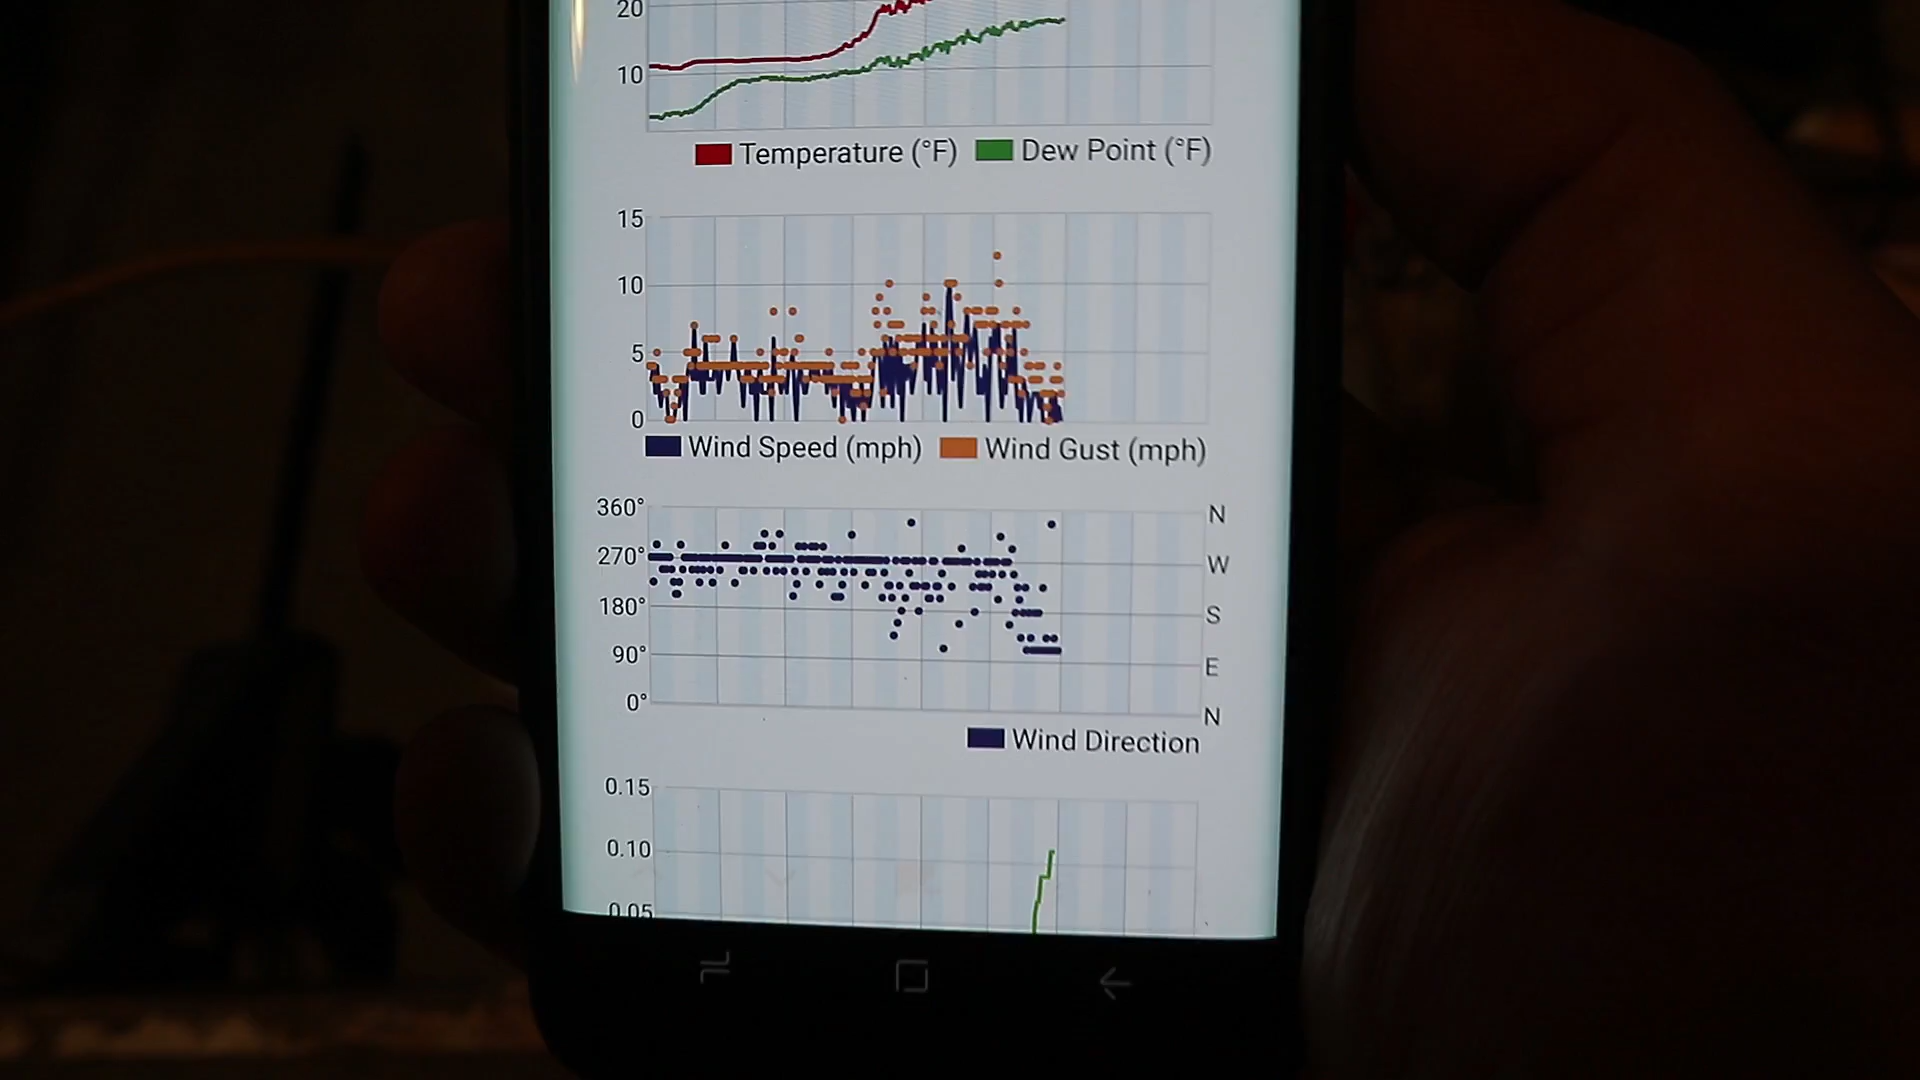 20
10
Temperature (°F) Dew Point (°F)
15
10
5
0
Wind Speed (mph) Wind Gust (mph)
360° N
270° W
180° S
90° E
0° N
Wind Direction
0.15
0.10
0.05